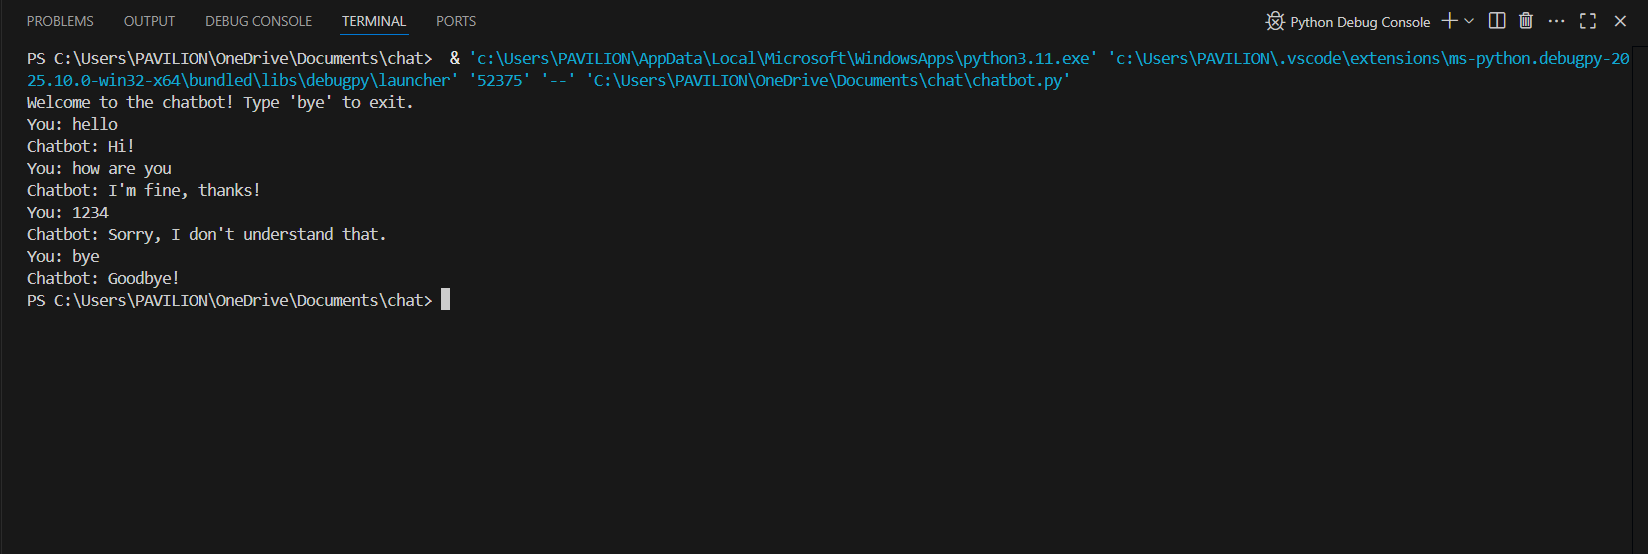 PROBLEMS OUTPUT DEBUG CONSOLE TERMINAL PORTS Python Debug Console
PS C:\Users\PAVILION\OneDrive\Documents\chat>  & 'c:\Users\PAVILION\AppData\Local\Microsoft\WindowsApps\python3.11.exe' 'c:\Users\PAVILION\.vscode\extensions\ms-python.debugpy-20
25.10.0-win32-x64\bundled\libs\debugpy\launcher' '52375' '--' 'C:\Users\PAVILION\OneDrive\Documents\chat\chatbot.py'
Welcome to the chatbot! Type 'bye' to exit.
You: hello
Chatbot: Hi!
You: how are you
Chatbot: I'm fine, thanks!
You: 1234
Chatbot: Sorry, I don't understand that.
You: bye
Chatbot: Goodbye!
PS C:\Users\PAVILION\OneDrive\Documents\chat>